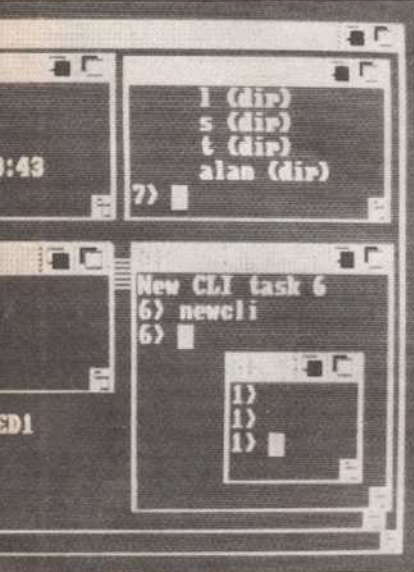 :43
l (dir)
s (dir)
t (dir)
alan (dir)
7>
New CLI task 6
6> newcli
6>
1>
1>
1>
ED1